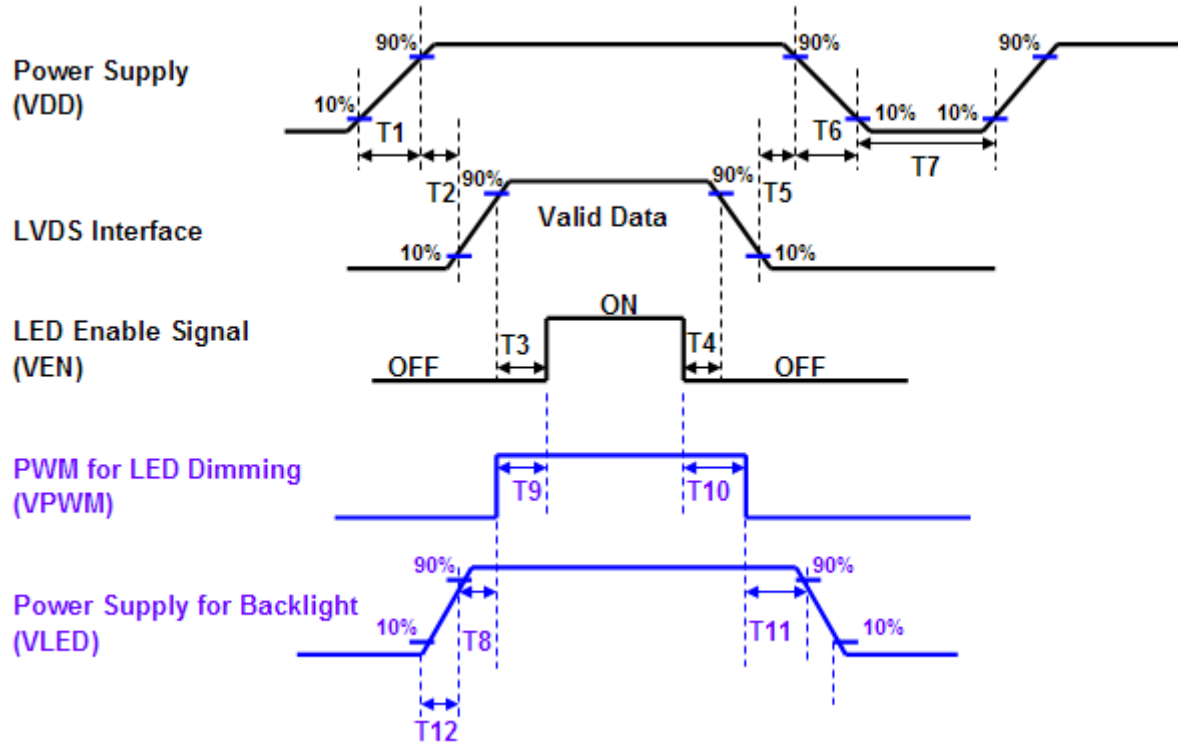 90% 90% 90%
Power Supply
(VDD)
10% 10% 10%
T1 T6 T7
T2 90% 90% T5
Valid Data
LVDS Interface
10% 10%
ON
LED Enable Signal
(VEN)
T3 T4
OFF OFF
PWM for LED Dimming
(VPWM)
T9 T10
90% 90%
Power Supply for Backlight
(VLED)
10% 10%
T8 T11
T12